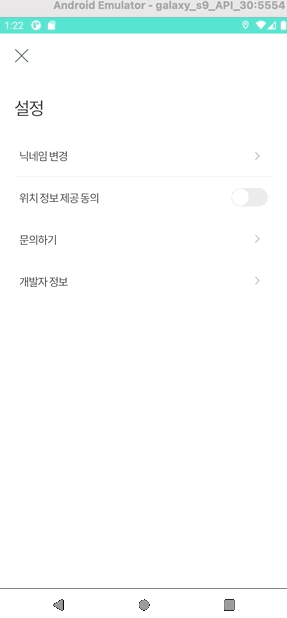 Android Emulator - galaxy_s9_API_30:5554
1:22
설정
닉네임 변경
위치 정보 제공 동의
문의하기
개발자 정보